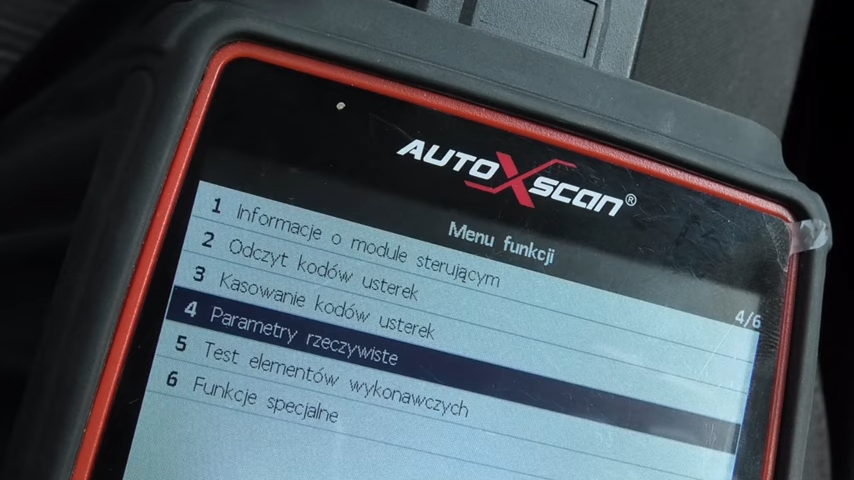 AUTOXSCAN®
Menu funkcji
4/6
1 Informacje o module sterującym
2 Odczyt kodów usterek
3 Kasowanie kodów usterek
4 Parametry rzeczywiste
5 Test elementów wykonawczych
6 Funkcje specjalne